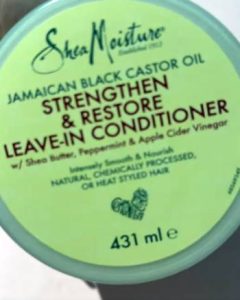 SheaMoisture
Established 1912
JAMAICAN BLACK CASTOR OIL
STRENGTHEN
& RESTORE
LEAVE-IN CONDITIONER
w/ Shea Butter, Peppermint & Apple Cider Vinegar
Intensely Smooth & Nourish
NATURAL, CHEMICALLY PROCESSED,
OR HEAT STYLED HAIR
431 ml ℮